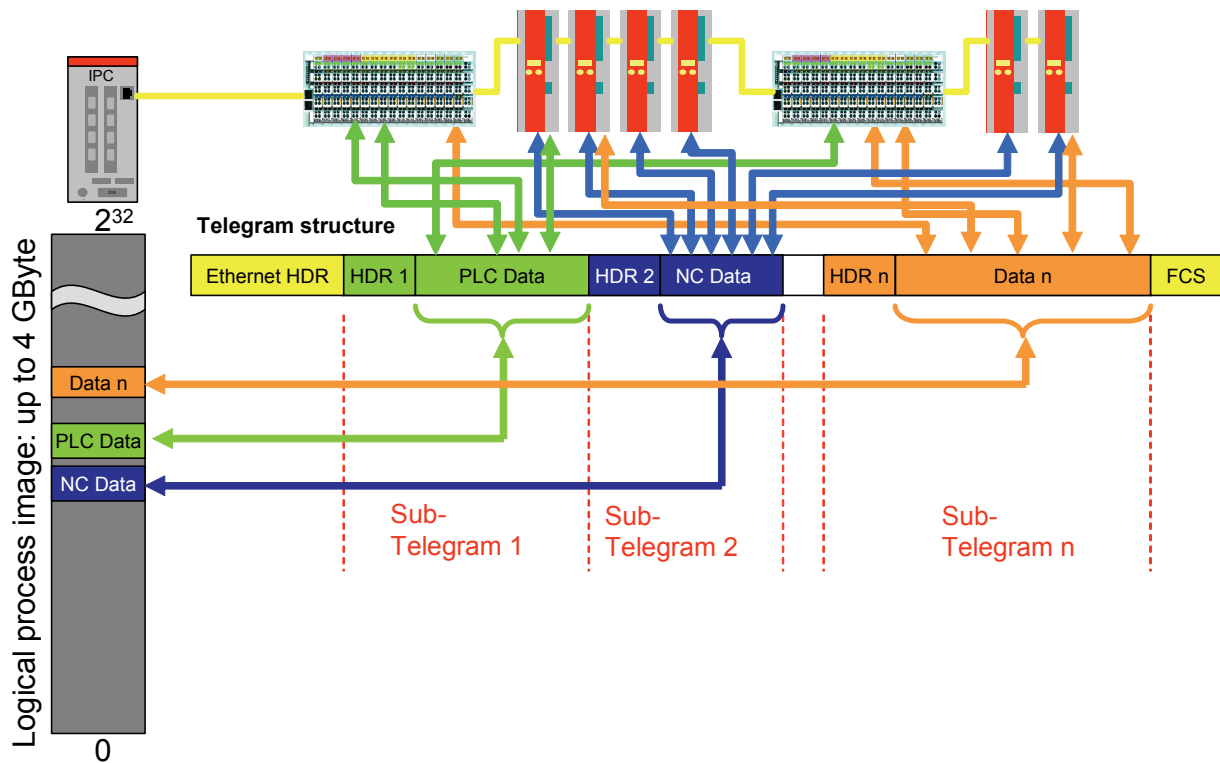 IPC
2³²
Telegram structure
Ethernet HDR
HDR 1
PLC Data
HDR 2
NC Data
HDR n
Data n
FCS
Logical process image: up to 4 GByte
Data n
PLC Data
NC Data
Sub-
Telegram 1
Sub-
Telegram 2
Sub-
Telegram n
0